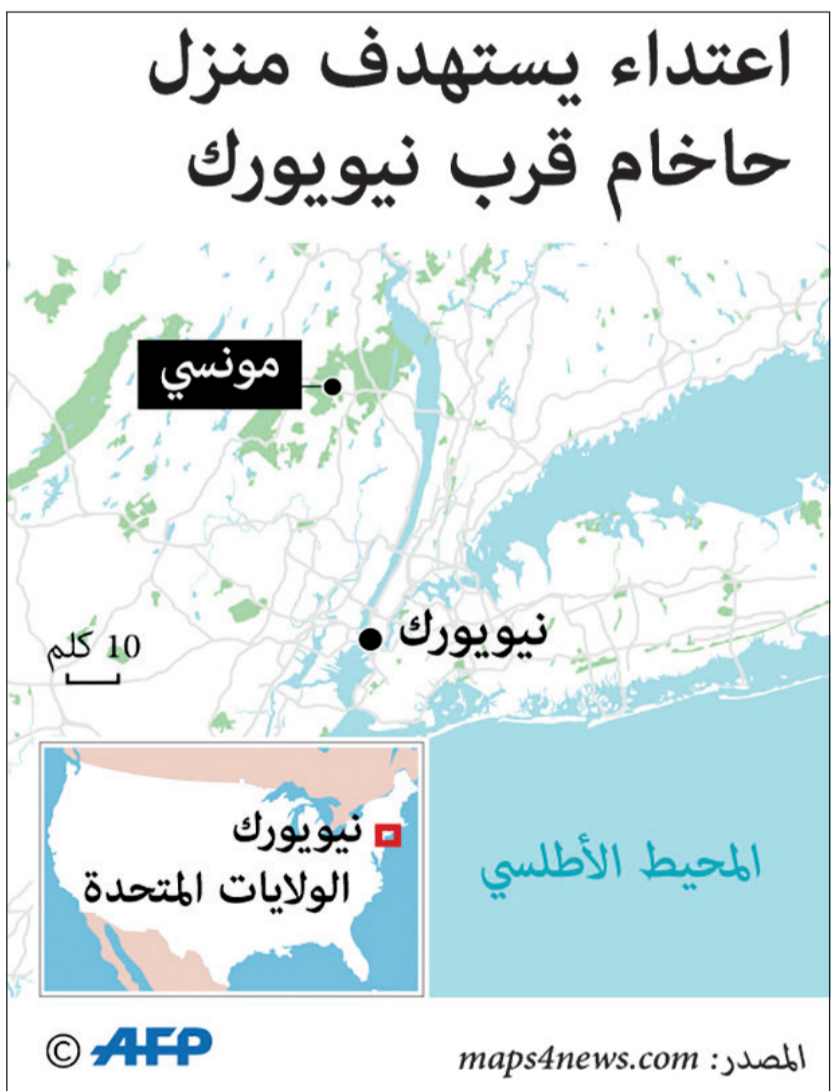 اعتداء يستهدف منزل
حاخام قرب نيويورك
مونسي
نيويورك
10 كلم
نيويورك
الولايات المتحدة
المحيط الأطلسي
المصدر: maps4news.com
© AFP